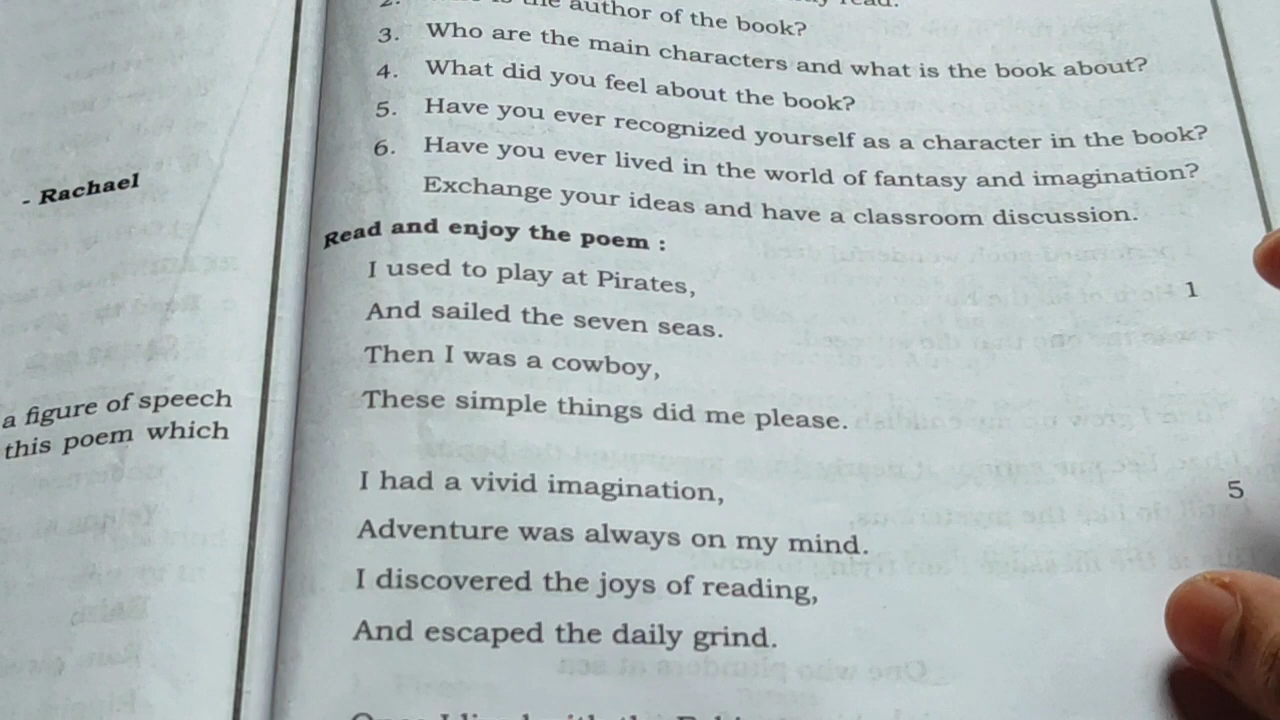 - Rachael
a figure of speech
this poem which
read.
2. is the author of the book?
3. Who are the main characters and what is the book about?
4. What did you feel about the book?
5. Have you ever recognized yourself as a character in the book?
6. Have you ever lived in the world of fantasy and imagination?
Exchange your ideas and have a classroom discussion.
Read and enjoy the poem :
I used to play at Pirates, 1
And sailed the seven seas.
Then I was a cowboy,
These simple things did me please.
I had a vivid imagination, 5
Adventure was always on my mind.
I discovered the joys of reading,
And escaped the daily grind.